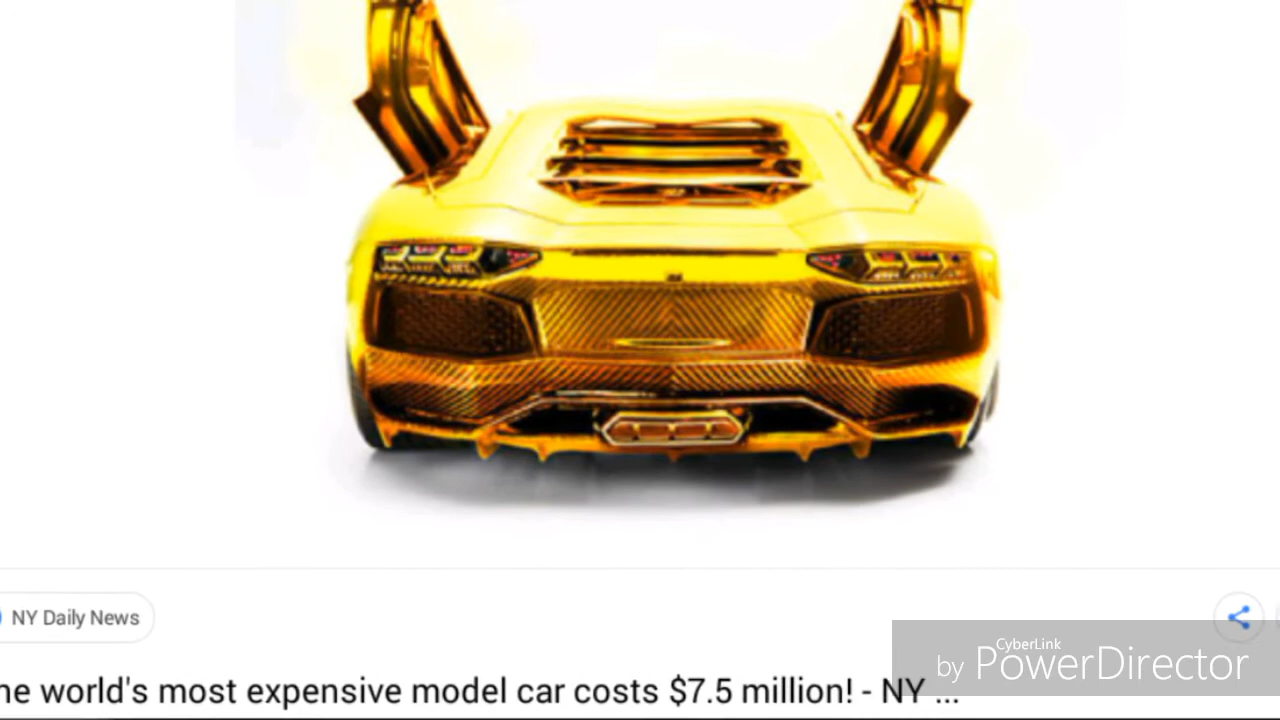 NY Daily News
CyberLink
by PowerDirector
he world's most expensive model car costs $7.5 million! - NY ...